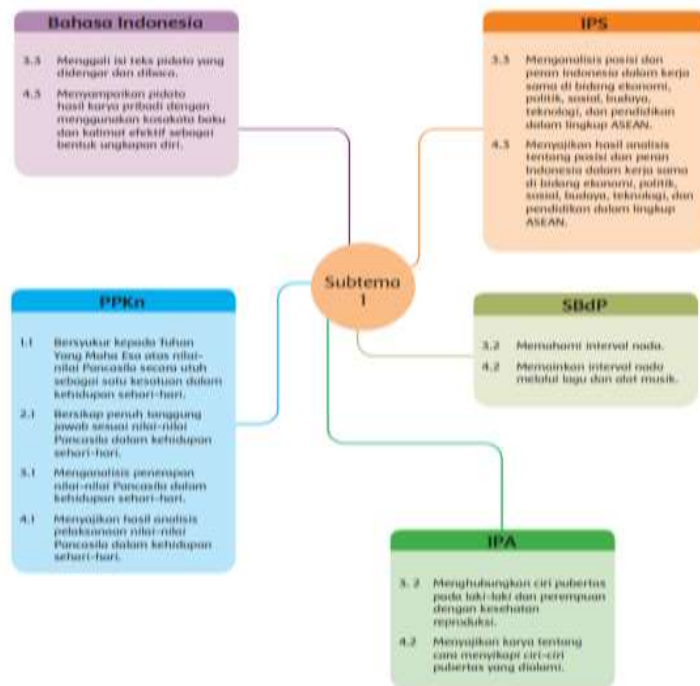 Bahasa Indonesia
3.3 Menggali isi teks pidato yang
didengar dan dibaca.
4.3 Menyampaikan pidato
hasil karya pribadi dengan
menggunakan kosakata baku
dan kalimat efektif sebagai
bentuk ungkapan diri.
IPS
3.3 Menganalisis posisi dan
peran Indonesia dalam kerja
sama di bidang ekonomi,
politik, sosial, budaya,
teknologi, dan pendidikan
dalam lingkup ASEAN.
4.3 Menyajikan hasil analisis
tentang posisi dan peran
Indonesia dalam kerja sama
di bidang ekonomi, politik,
sosial, budaya, teknologi, dan
pendidikan dalam lingkup
ASEAN.
Subtema
1
PPKn
1.1 Bersyukur kepada Tuhan
Yang Maha Esa atas nilai-
nilai Pancasila secara utuh
sebagai satu kesatuan dalam
kehidupan sehari-hari.
2.1 Bersikap penuh tanggung
jawab sesuai nilai-nilai
Pancasila dalam kehidupan
sehari-hari.
3.1 Menganalisis penerapan
nilai-nilai Pancasila dalam
kehidupan sehari-hari.
4.1 Menyajikan hasil analisis
pelaksanaan nilai-nilai
Pancasila dalam kehidupan
sehari-hari.
SBdP
3.2 Memahami interval nada.
4.2 Memainkan interval nada
melalui lagu dan alat musik.
IPA
3. 2 Menghubungkan ciri pubertas
pada laki-laki dan perempuan
dengan kesehatan
reproduksi.
4.2 Menyajikan karya tentang
cara menyikapi ciri-ciri
pubertas yang dialami.